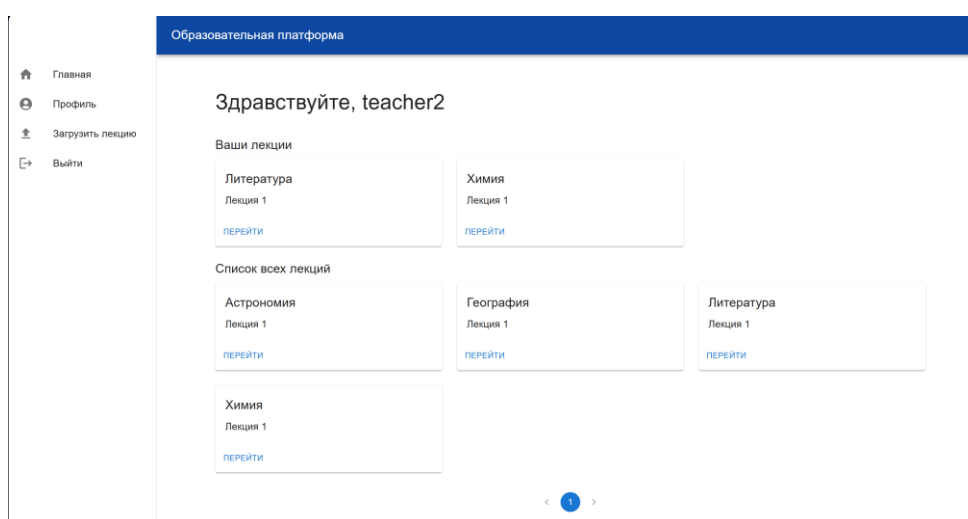 Образовательная платформа
Главная
Профиль
Загрузить лекцию
Выйти
Здравствуйте, teacher2
Ваши лекции
Литература
Лекция 1
ПЕРЕЙТИ
Химия
Лекция 1
ПЕРЕЙТИ
Список всех лекций
Астрономия
Лекция 1
ПЕРЕЙТИ
География
Лекция 1
ПЕРЕЙТИ
Литература
Лекция 1
ПЕРЕЙТИ
Химия
Лекция 1
ПЕРЕЙТИ
1